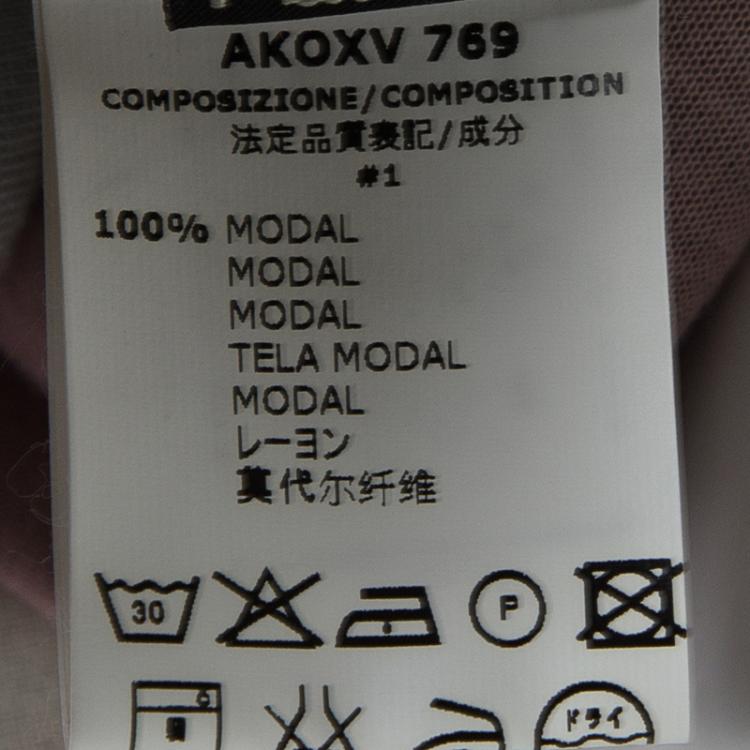 AKOXV 769
COMPOSIZIONE/COMPOSITION
法定品質表記/成分
#1
100% MODAL
MODAL
MODAL
TELA MODAL
MODAL
レーヨン
莫代尔纤维
30
P
ドライ